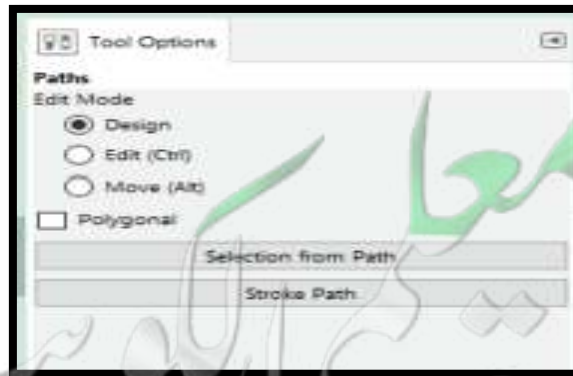 Tool Options
Paths
Edit Mode
Design
Edit (Ctrl)
Move (Alt)
Polygonal
Selection from Path
Stroke Path